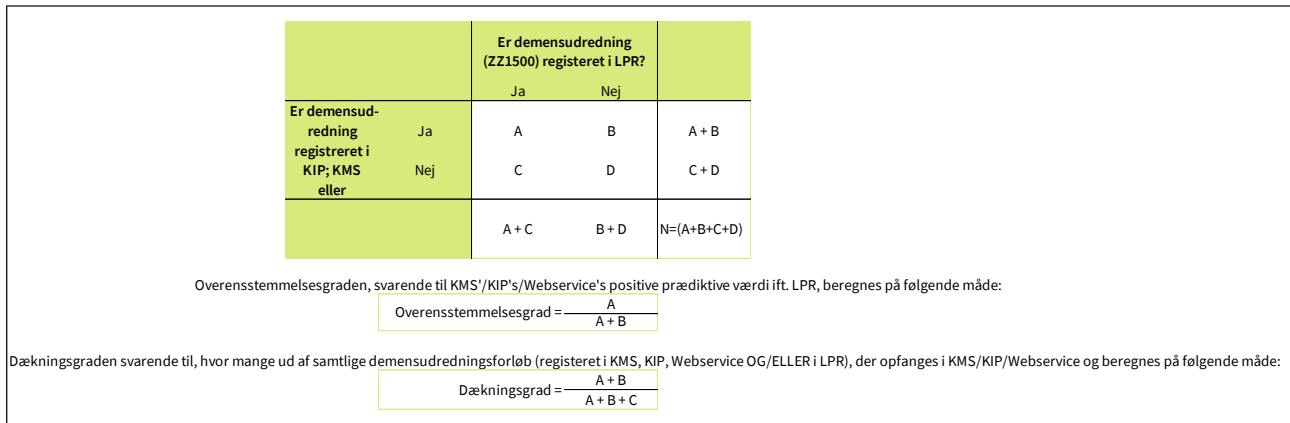 Er demensudredning
(ZZ1500) registeret i LPR?
Ja Nej
Er demensud-
redning
registreret i
KIP; KMS
eller
Ja A B A + B
Nej C D C + D
A + C B + D N=(A+B+C+D)
Overensstemmelsesgraden, svarende til KMS'/KIP's/Webservice's positive prædiktive værdi ift. LPR, beregnes på følgende måde:
Overensstemmelsesgrad =
A
A + B
Dækningsgraden svarende til, hvor mange ud af samtlige demensudredningsforløb (registeret i KMS, KIP, Webservice OG/ELLER i LPR), der opfanges i KMS/KIP/Webservice og beregnes på følgende måde:
Dækningsgrad =
A + B
A + B + C